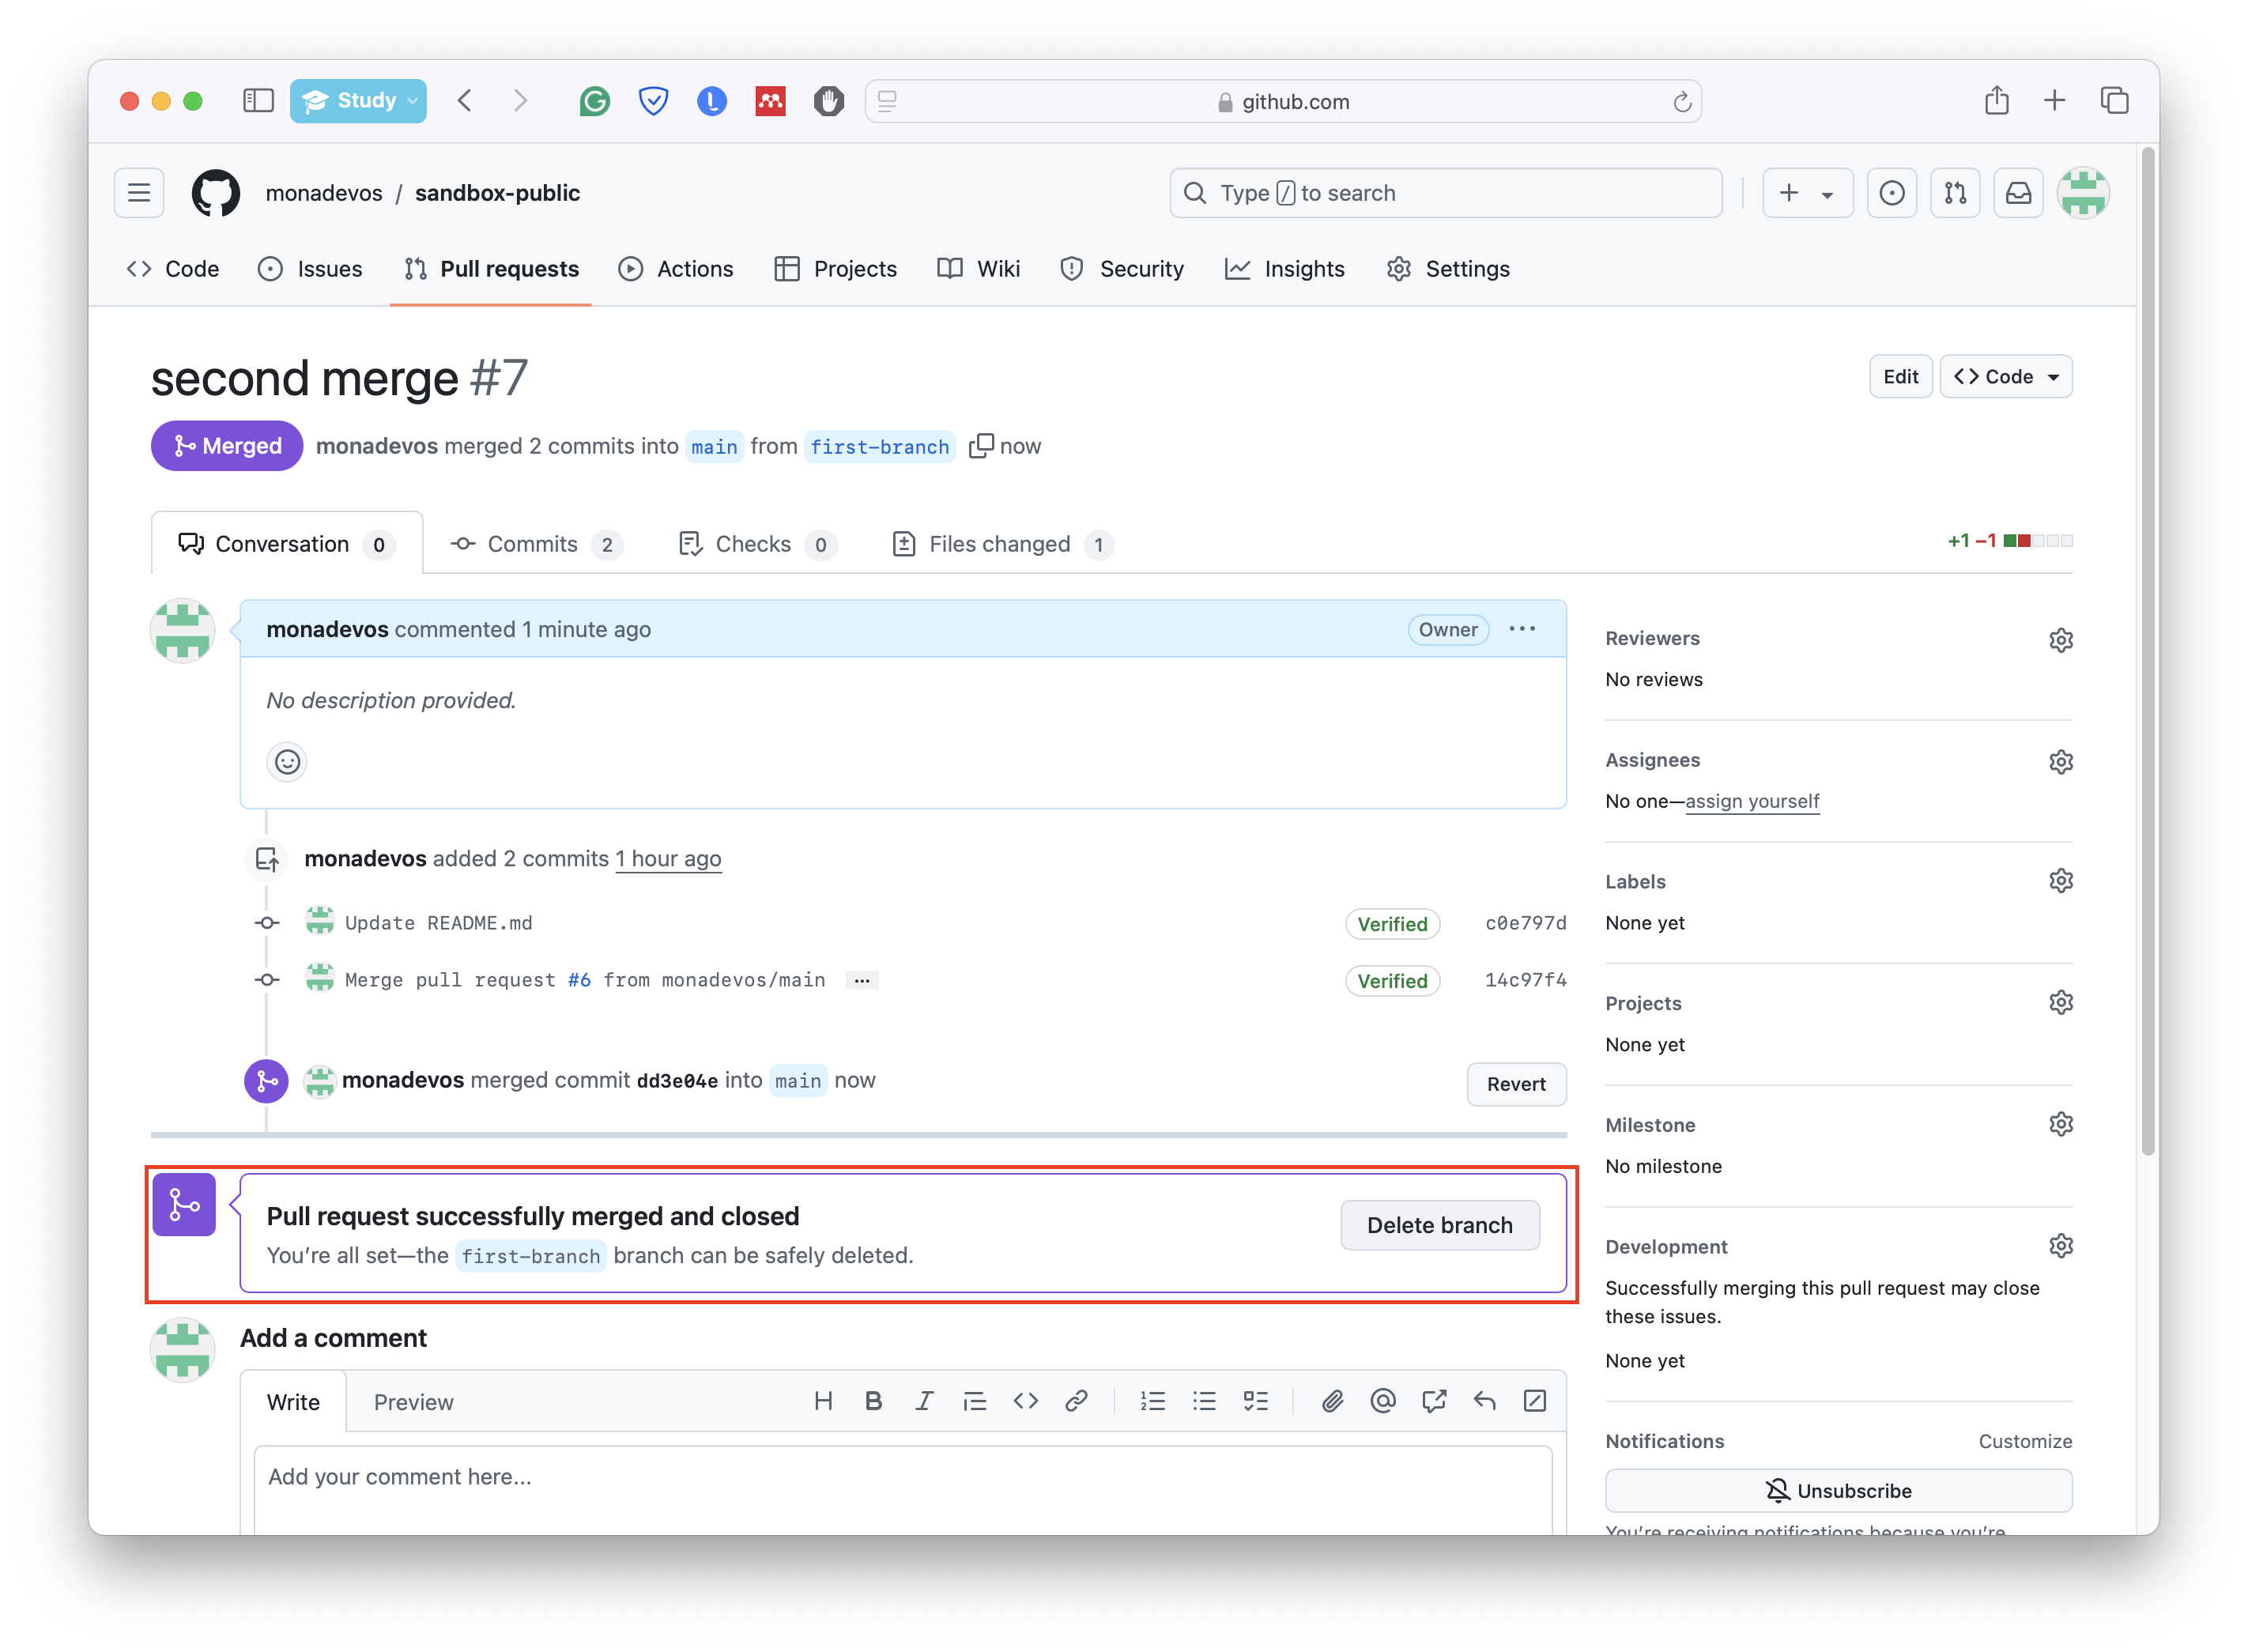 Study
github.com
monadevos / sandbox-public
Type / to search
Code
Issues
Pull requests
Actions
Projects
Wiki
Security
Insights
Settings
second merge #7
Edit
Code
Merged
monadevos merged 2 commits into main from first-branch now
Conversation 0
Commits 2
Checks 0
Files changed 1
+1 −1
monadevos commented 1 minute ago
Owner
No description provided.
monadevos added 2 commits 1 hour ago
Update README.md
Verified
c0e797d
Merge pull request #6 from monadevos/main …
Verified
14c97f4
monadevos merged commit dd3e04e into main now
Revert
Pull request successfully merged and closed
You’re all set—the first-branch branch can be safely deleted.
Delete branch
Add a comment
Write
Preview
Add your comment here...
Reviewers
No reviews
Assignees
No one—assign yourself
Labels
None yet
Projects
None yet
Milestone
No milestone
Development
Successfully merging this pull request may close
these issues.
None yet
Notifications
Customize
Unsubscribe
You’re receiving notifications because you’re